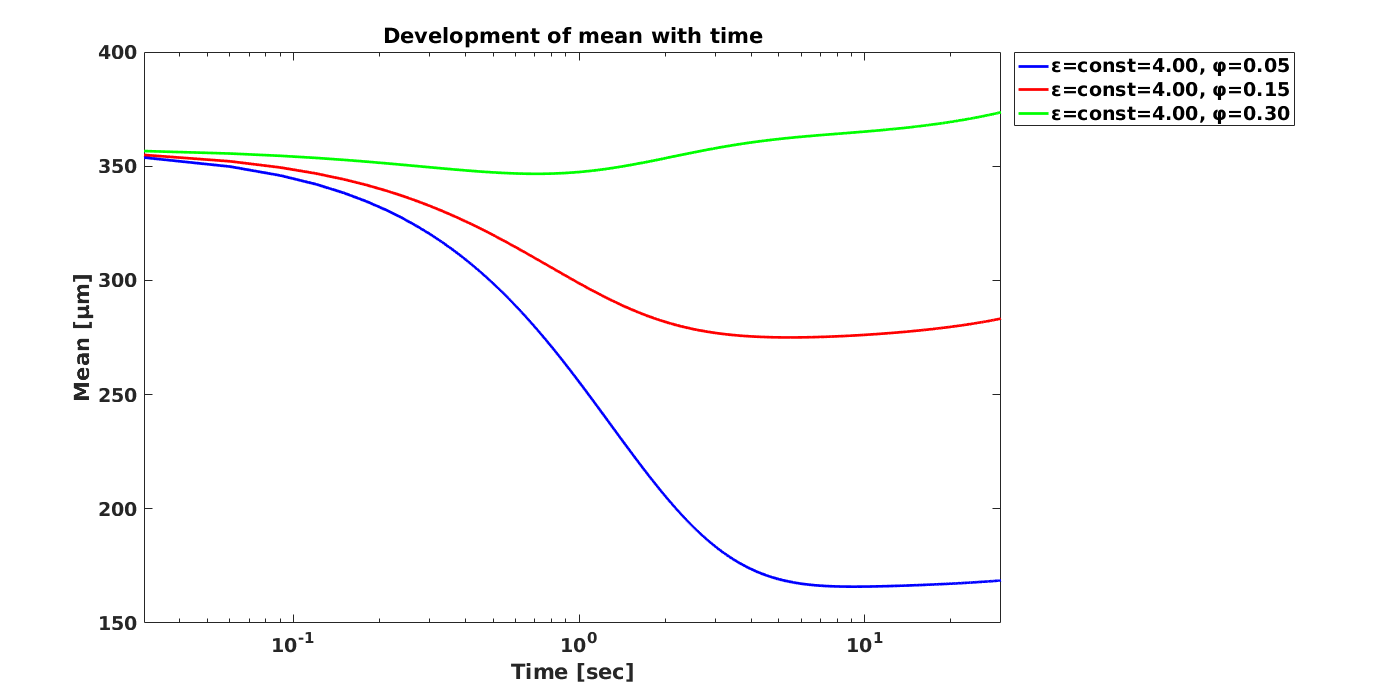 Development of mean with time
400
350
300
250
200
150
Mean [μm]
10-1
100
101
Time [sec]
ε=const=4.00, φ=0.05
ε=const=4.00, φ=0.15
ε=const=4.00, φ=0.30